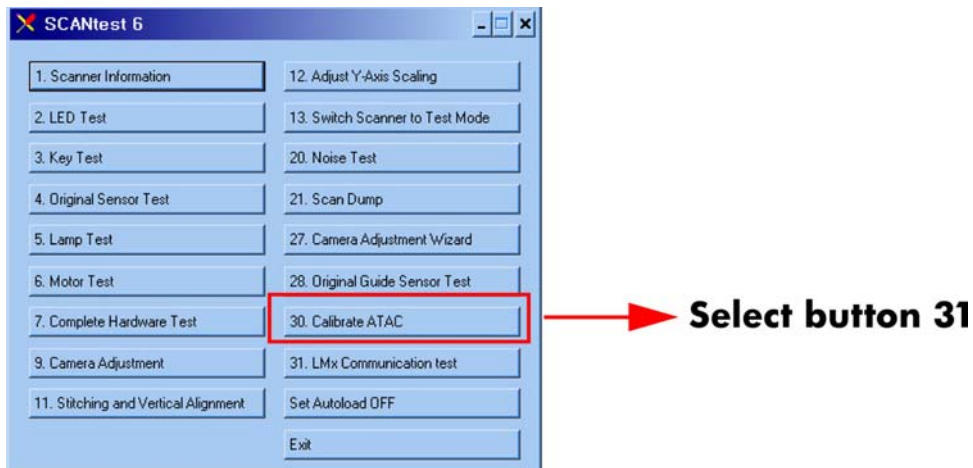 SCANtest 6
1. Scanner Information
2. LED Test
3. Key Test
4. Original Sensor Test
5. Lamp Test
6. Motor Test
7. Complete Hardware Test
9. Camera Adjustment
11. Stitching and Vertical Alignment
12. Adjust Y-Axis Scaling
13. Switch Scanner to Test Mode
20. Noise Test
21. Scan Dump
27. Camera Adjustment Wizard
28. Original Guide Sensor Test
30. Calibrate ATAC
31. LMx Communication test
Set Autoload OFF
Exit
Select button 31